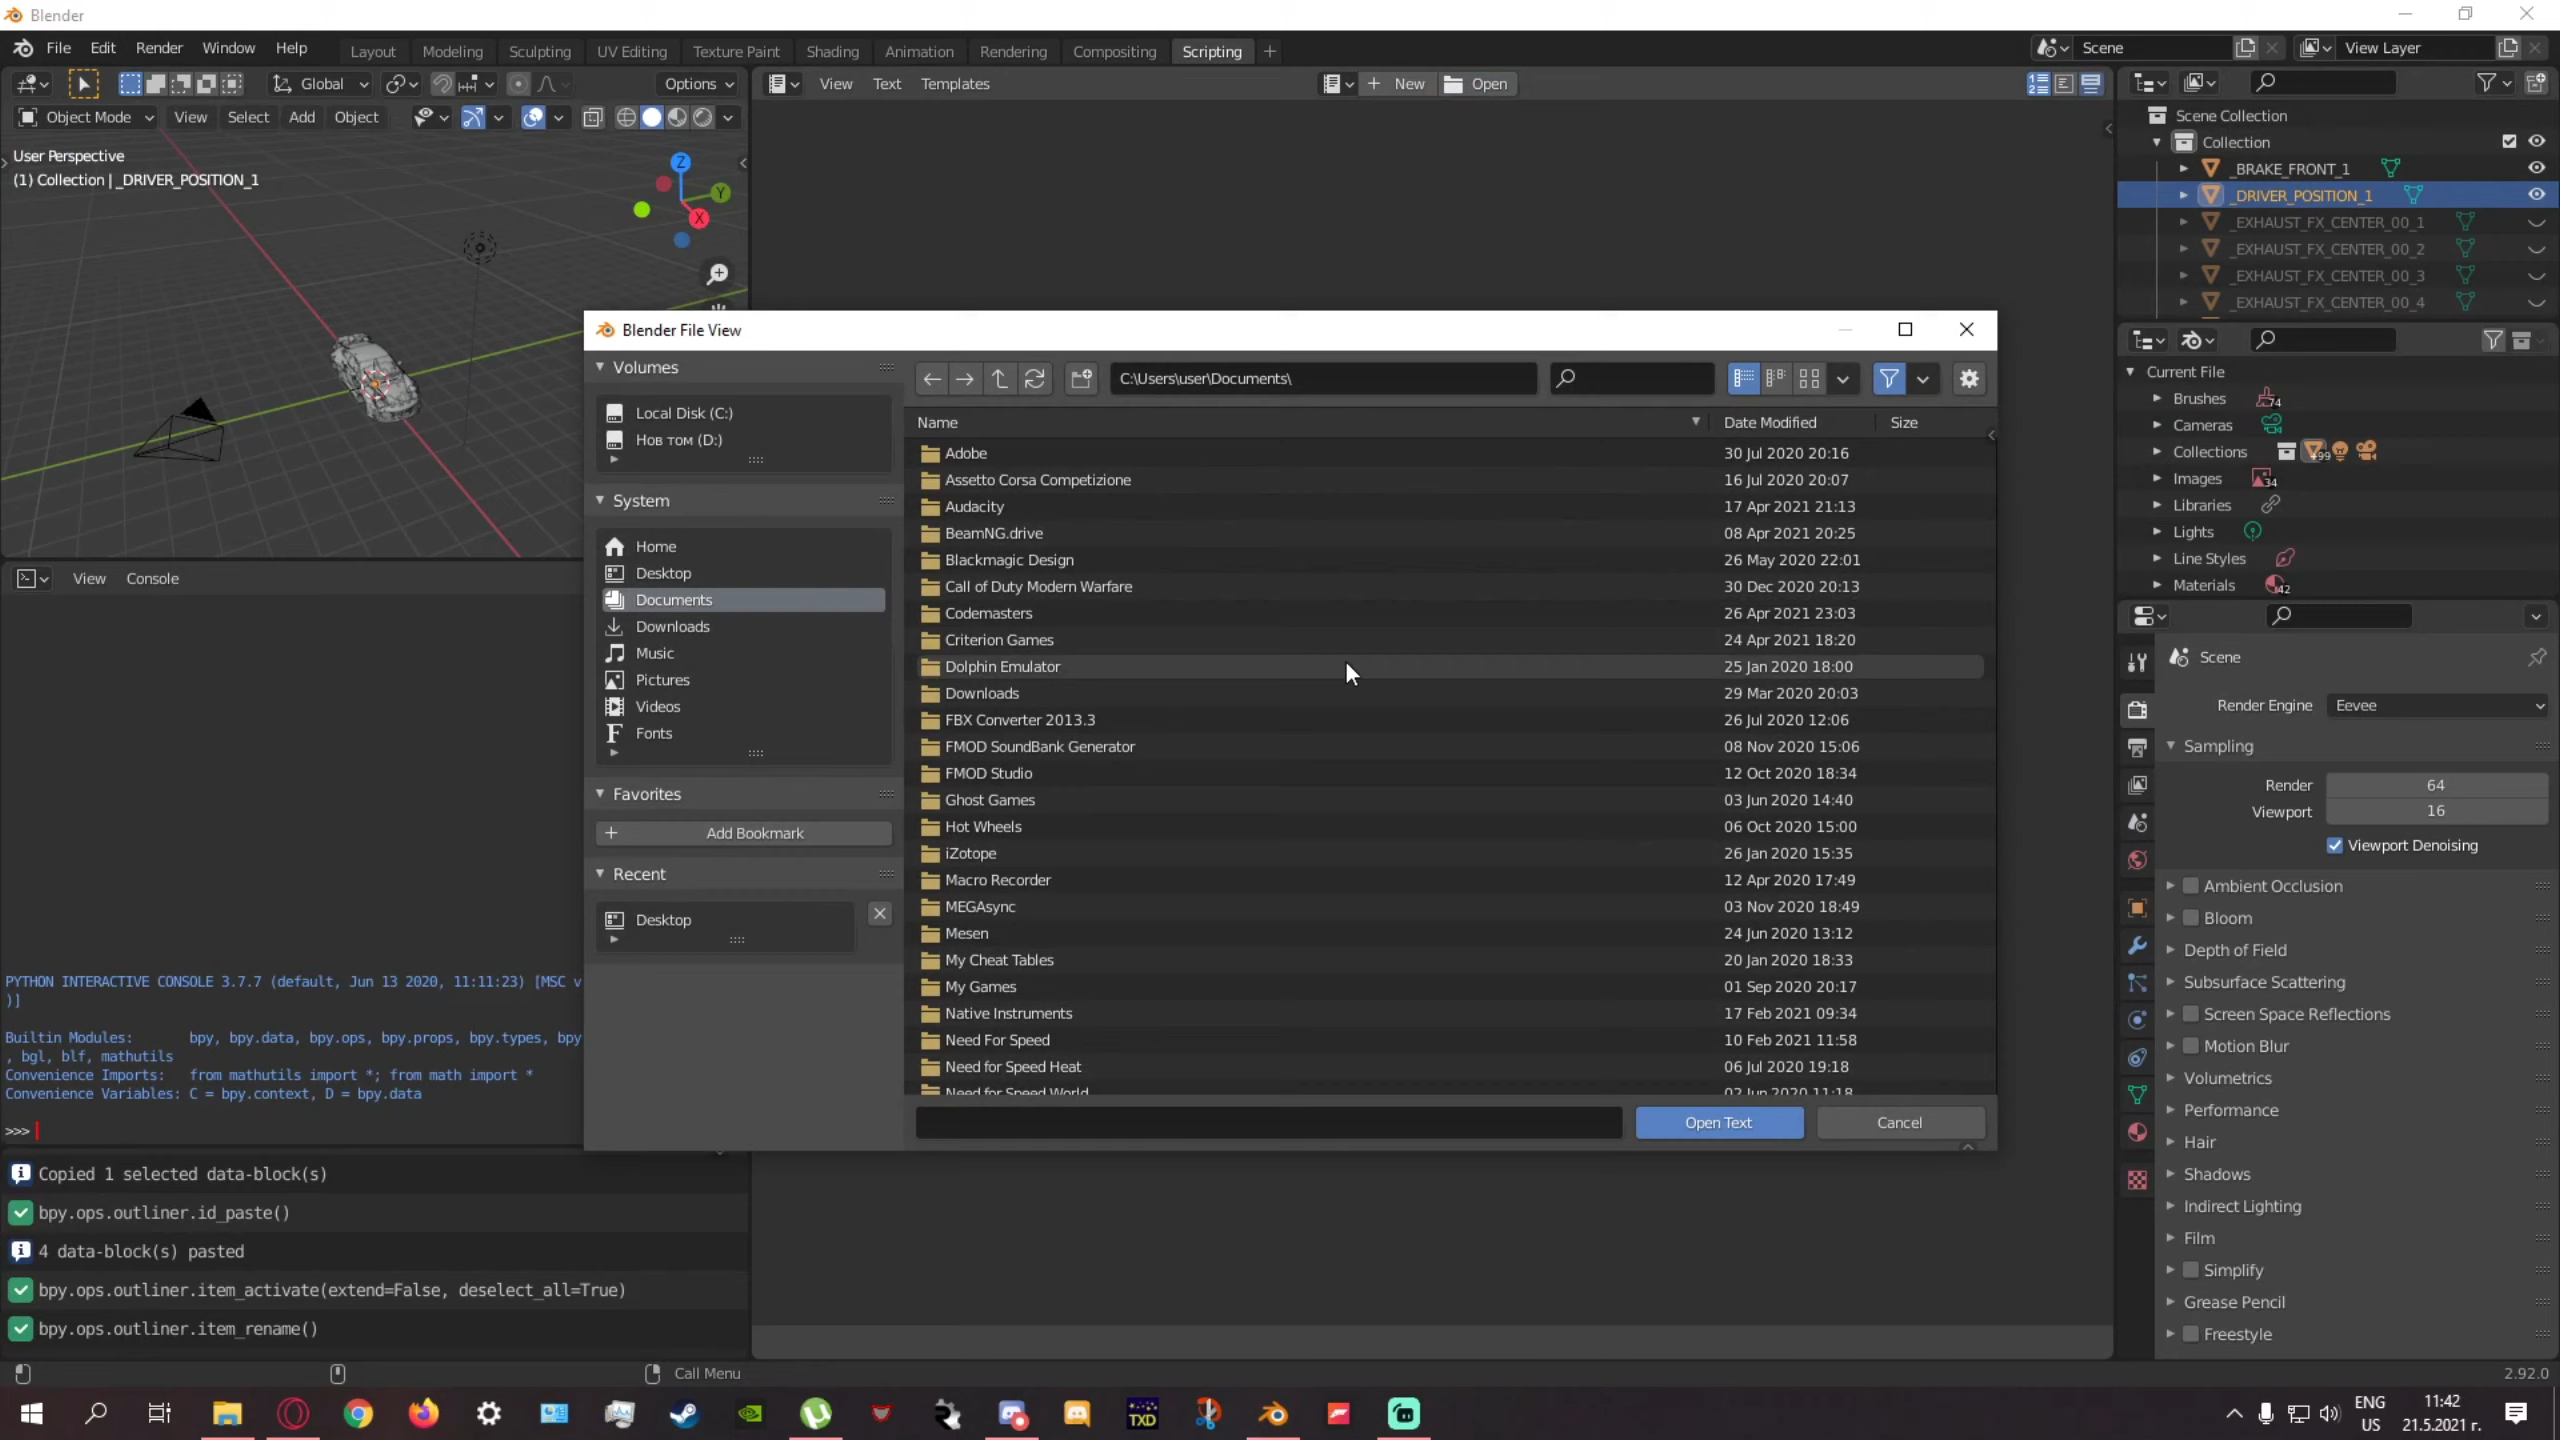 Blender
File Edit Render Window Help
Layout Modeling Sculpting UV Editing Texture Paint Shading Animation Rendering Compositing Scripting +
Scene
View Layer
Global
Options
View Text Templates
New Open
Object Mode View Select Add Object
User Perspective
(1) Collection | _DRIVER_POSITION_1
Z
Y
X
Scene Collection
Collection
_BRAKE_FRONT_1
_DRIVER_POSITION_1
_EXHAUST_FX_CENTER_00_1
_EXHAUST_FX_CENTER_00_2
_EXHAUST_FX_CENTER_00_3
_EXHAUST_FX_CENTER_00_4
Current File
Brushes 74
Cameras
Collections +99
Images 34
Libraries
Lights
Line Styles
Materials 42
Blender File View
Volumes
Local Disk (C:)
Нов том (D:)
System
Home
Desktop
Documents
Downloads
Music
Pictures
Videos
Fonts
Favorites
Add Bookmark
Recent
Desktop
C:\Users\user\Documents\
Name Date Modified Size
Adobe 30 Jul 2020 20:16
Assetto Corsa Competizione 16 Jul 2020 20:07
Audacity 17 Apr 2021 21:13
BeamNG.drive 08 Apr 2021 20:25
Blackmagic Design 26 May 2020 22:01
Call of Duty Modern Warfare 30 Dec 2020 20:13
Codemasters 26 Apr 2021 23:03
Criterion Games 24 Apr 2021 18:20
Dolphin Emulator 25 Jan 2020 18:00
Downloads 29 Mar 2020 20:03
FBX Converter 2013.3 26 Jul 2020 12:06
FMOD SoundBank Generator 08 Nov 2020 15:06
FMOD Studio 12 Oct 2020 18:34
Ghost Games 03 Jun 2020 14:40
Hot Wheels 06 Oct 2020 15:00
iZotope 26 Jan 2020 15:35
Macro Recorder 12 Apr 2020 17:49
MEGAsync 03 Nov 2020 18:49
Mesen 24 Jun 2020 13:12
My Cheat Tables 20 Jan 2020 18:33
My Games 01 Sep 2020 20:17
Native Instruments 17 Feb 2021 09:34
Need For Speed 10 Feb 2021 11:58
Need for Speed Heat 06 Jul 2020 19:18
Need for Speed World 02 Jun 2020 11:18
Open Text Cancel
View Console
PYTHON INTERACTIVE CONSOLE 3.7.7 (default, Jun 13 2020, 11:11:23) [MSC v
)]
Builtin Modules: bpy, bpy.data, bpy.ops, bpy.props, bpy.types, bpy
, bgl, blf, mathutils
Convenience Imports: from mathutils import *; from math import *
Convenience Variables: C = bpy.context, D = bpy.data
>>>
Copied 1 selected data-block(s)
bpy.ops.outliner.id_paste()
4 data-block(s) pasted
bpy.ops.outliner.item_activate(extend=False, deselect_all=True)
bpy.ops.outliner.item_rename()
Call Menu
Scene
Render Engine Eevee
Sampling
Render 64
Viewport 16
Viewport Denoising
Ambient Occlusion
Bloom
Depth of Field
Subsurface Scattering
Screen Space Reflections
Motion Blur
Volumetrics
Performance
Hair
Shadows
Indirect Lighting
Film
Simplify
Grease Pencil
Freestyle
2.92.0
TXD
ENG
US
11:42
21.5.2021 г.